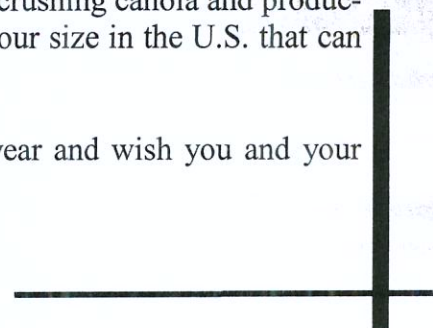 crushing canola and produc-
our size in the U.S. that can
year and wish you and your